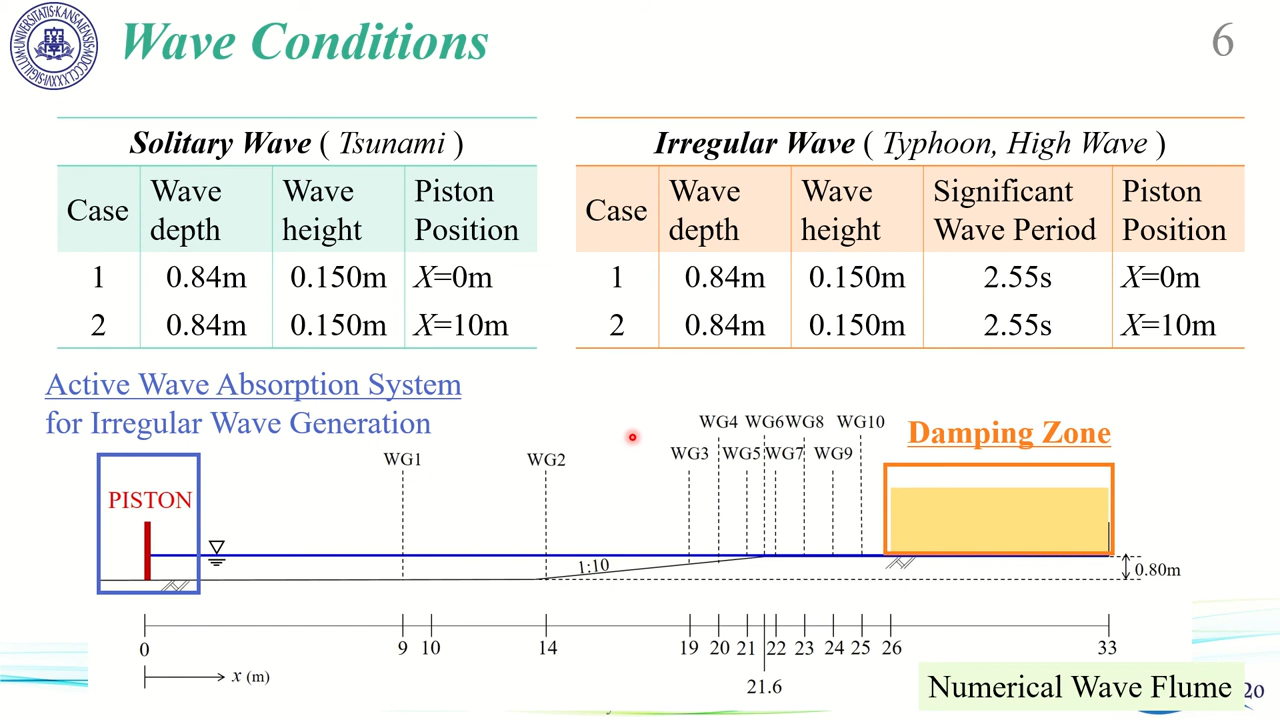 Wave Conditions
6
Solitary Wave ( Tsunami )
Case
Wave depth
Wave height
Piston Position
1 0.84m 0.150m X=0m
2 0.84m 0.150m X=10m
Irregular Wave ( Typhoon, High Wave )
Case
Wave depth
Wave height
Significant Wave Period
Piston Position
1 0.84m 0.150m 2.55s X=0m
2 0.84m 0.150m 2.55s X=10m
Active Wave Absorption System
for Irregular Wave Generation
WG4 WG6 WG8 WG10
Damping Zone
WG1 WG2 WG3 WG5 WG7 WG9
PISTON
1:10
0.80m
0 9 10 14 19 20 21 22 23 24 25 26 33
x (m)
21.6
Numerical Wave Flume
20